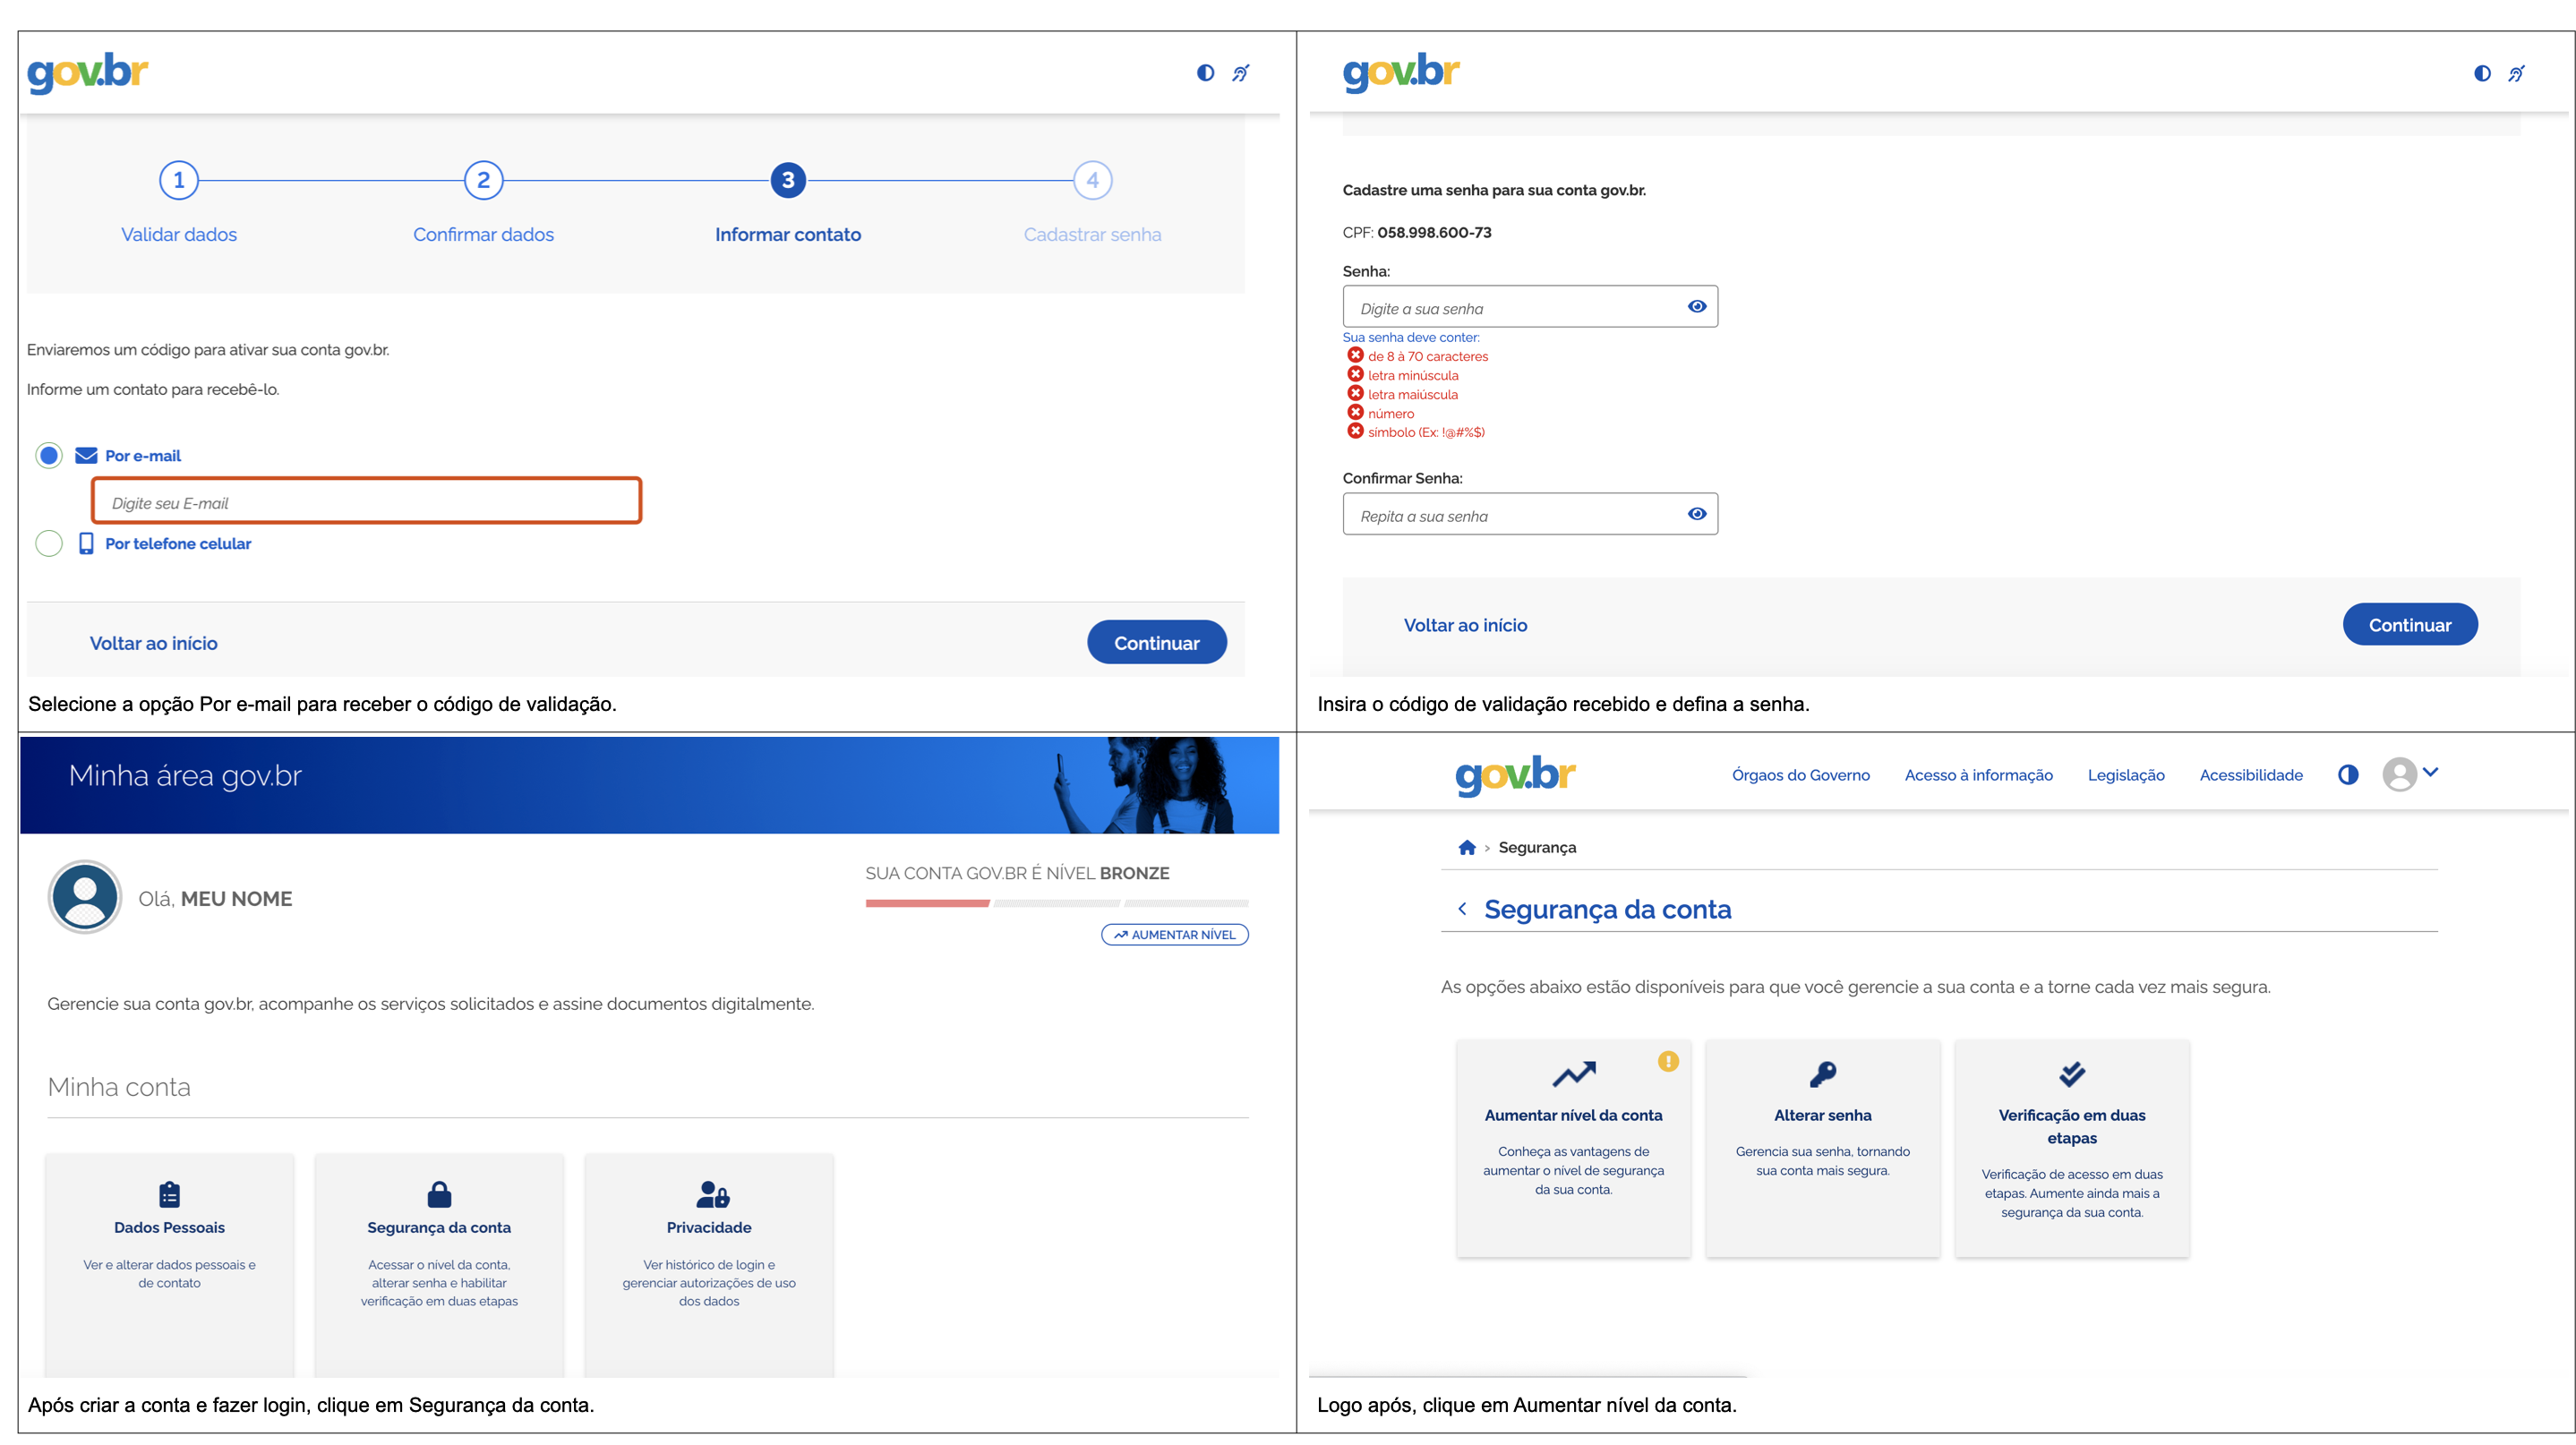 gov.br
1 2 3 4
Validar dados Confirmar dados Informar contato Cadastrar senha
Enviaremos um código para ativar sua conta gov.br.
Informe um contato para recebê-lo.
Por e-mail
Digite seu E-mail
Por telefone celular
Voltar ao início Continuar
Selecione a opção Por e-mail para receber o código de validação.
gov.br
Cadastre uma senha para sua conta gov.br.
CPF: 058.998.600-73
Senha:
Digite a sua senha
Sua senha deve conter:
de 8 à 70 caracteres
letra minúscula
letra maiúscula
número
símbolo (Ex: !@#%$)
Confirmar Senha:
Repita a sua senha
Voltar ao início Continuar
Insira o código de validação recebido e defina a senha.
Minha área gov.br
Olá, MEU NOME
SUA CONTA GOV.BR É NÍVEL BRONZE
AUMENTAR NÍVEL
Gerencie sua conta gov.br, acompanhe os serviços solicitados e assine documentos digitalmente.
Minha conta
Dados Pessoais
Ver e alterar dados pessoais e
de contato
Segurança da conta
Acessar o nível da conta,
alterar senha e habilitar
verificação em duas etapas
Privacidade
Ver histórico de login e
gerenciar autorizações de uso
dos dados
Após criar a conta e fazer login, clique em Segurança da conta.
gov.br Órgaos do Governo Acesso à informação Legislação Acessibilidade
Segurança
Segurança da conta
As opções abaixo estão disponíveis para que você gerencie a sua conta e a torne cada vez mais segura.
Aumentar nível da conta
Conheça as vantagens de
aumentar o nível de segurança
da sua conta.
Alterar senha
Gerencia sua senha, tornando
sua conta mais segura.
Verificação em duas
etapas
Verificação de acesso em duas
etapas. Aumente ainda mais a
segurança da sua conta.
Logo após, clique em Aumentar nível da conta.